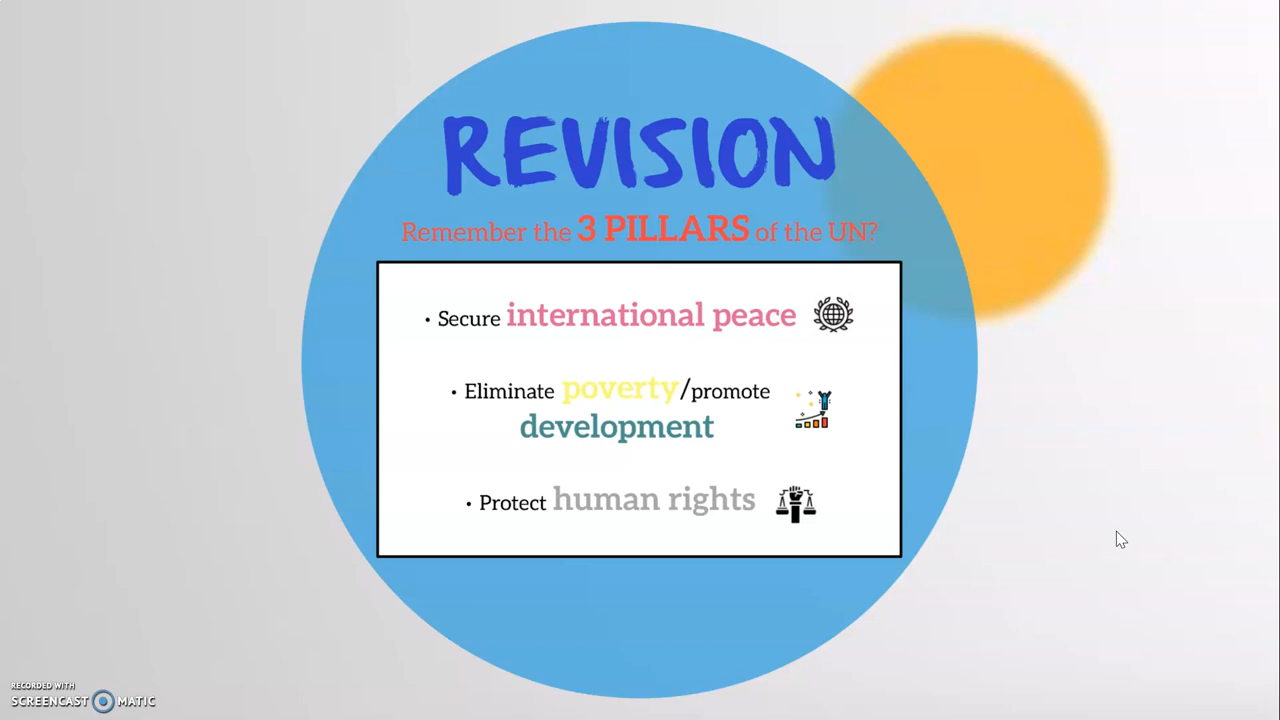 REVISION
Remember the 3 PILLARS of the UN?
• Secure international peace
• Eliminate poverty/promote
development
• Protect human rights
RECORDED WITH
SCREENCAST MATIC